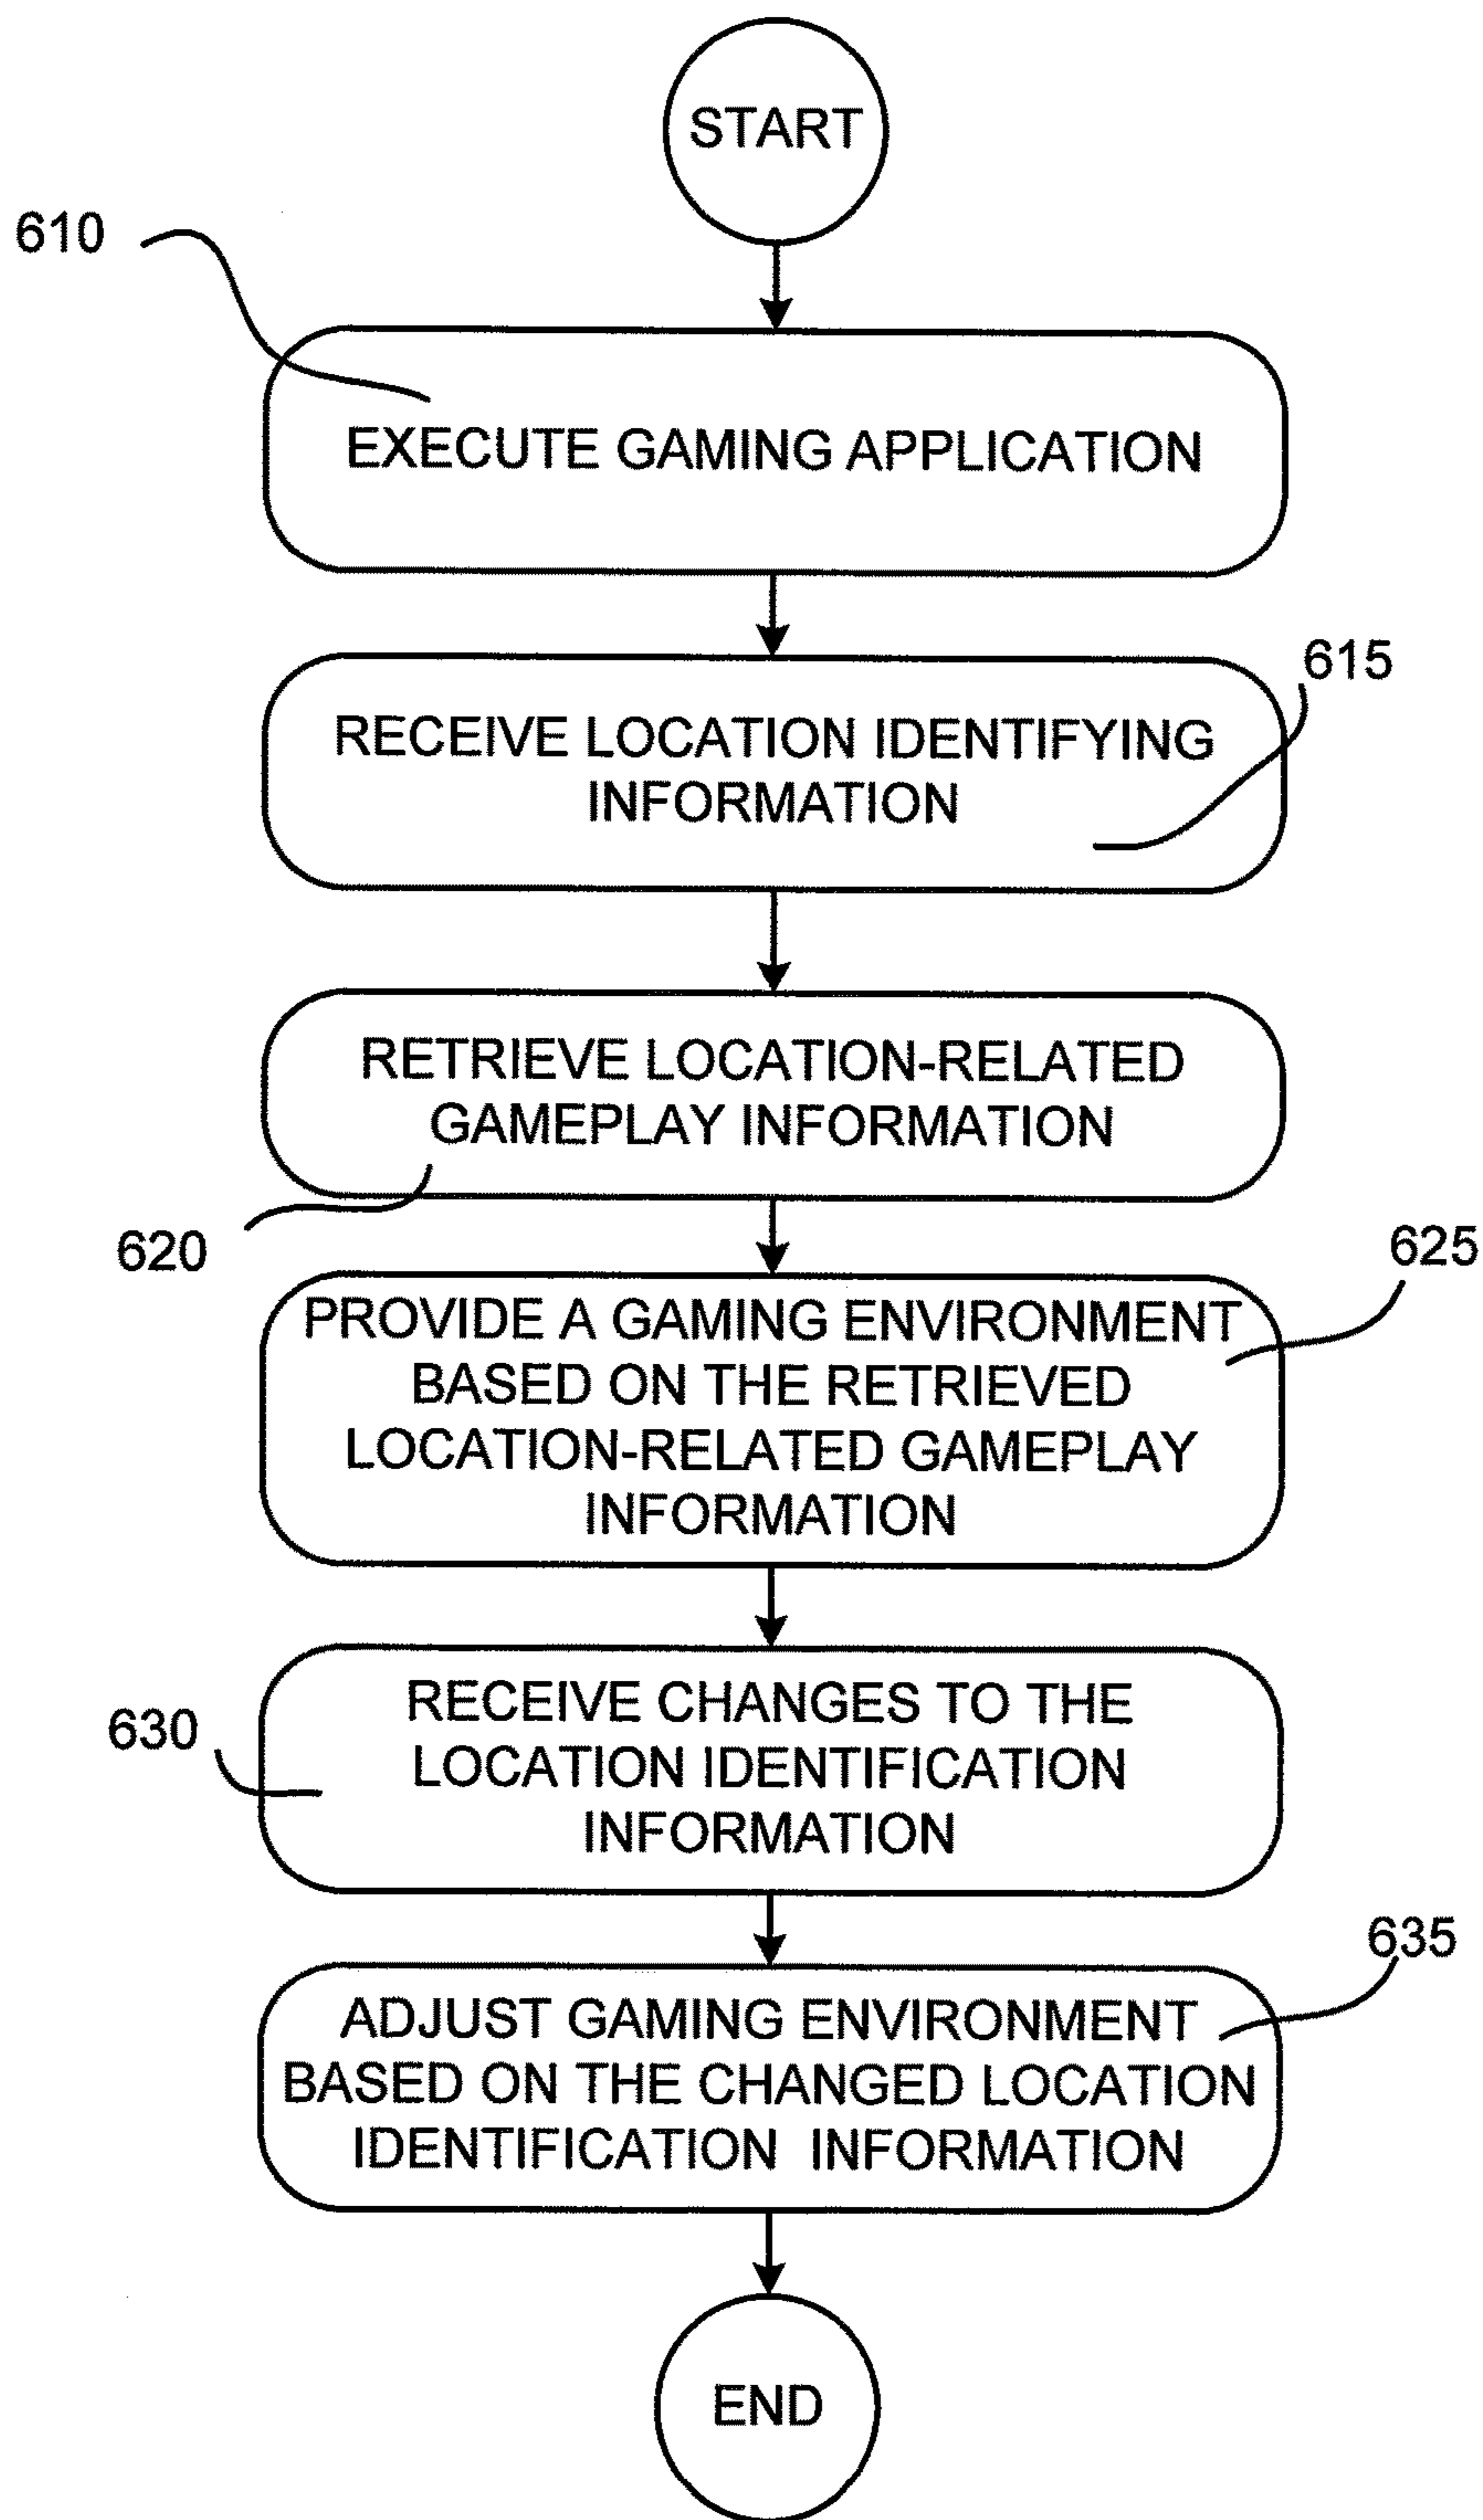 START
610
EXECUTE GAMING APPLICATION
615
RECEIVE LOCATION IDENTIFYING
INFORMATION
RETRIEVE LOCATION-RELATED
GAMEPLAY INFORMATION
620
625
PROVIDE A GAMING ENVIRONMENT
BASED ON THE RETRIEVED
LOCATION-RELATED GAMEPLAY
INFORMATION
630
RECEIVE CHANGES TO THE
LOCATION IDENTIFICATION
INFORMATION
635
ADJUST GAMING ENVIRONMENT
BASED ON THE CHANGED LOCATION
IDENTIFICATION INFORMATION
END